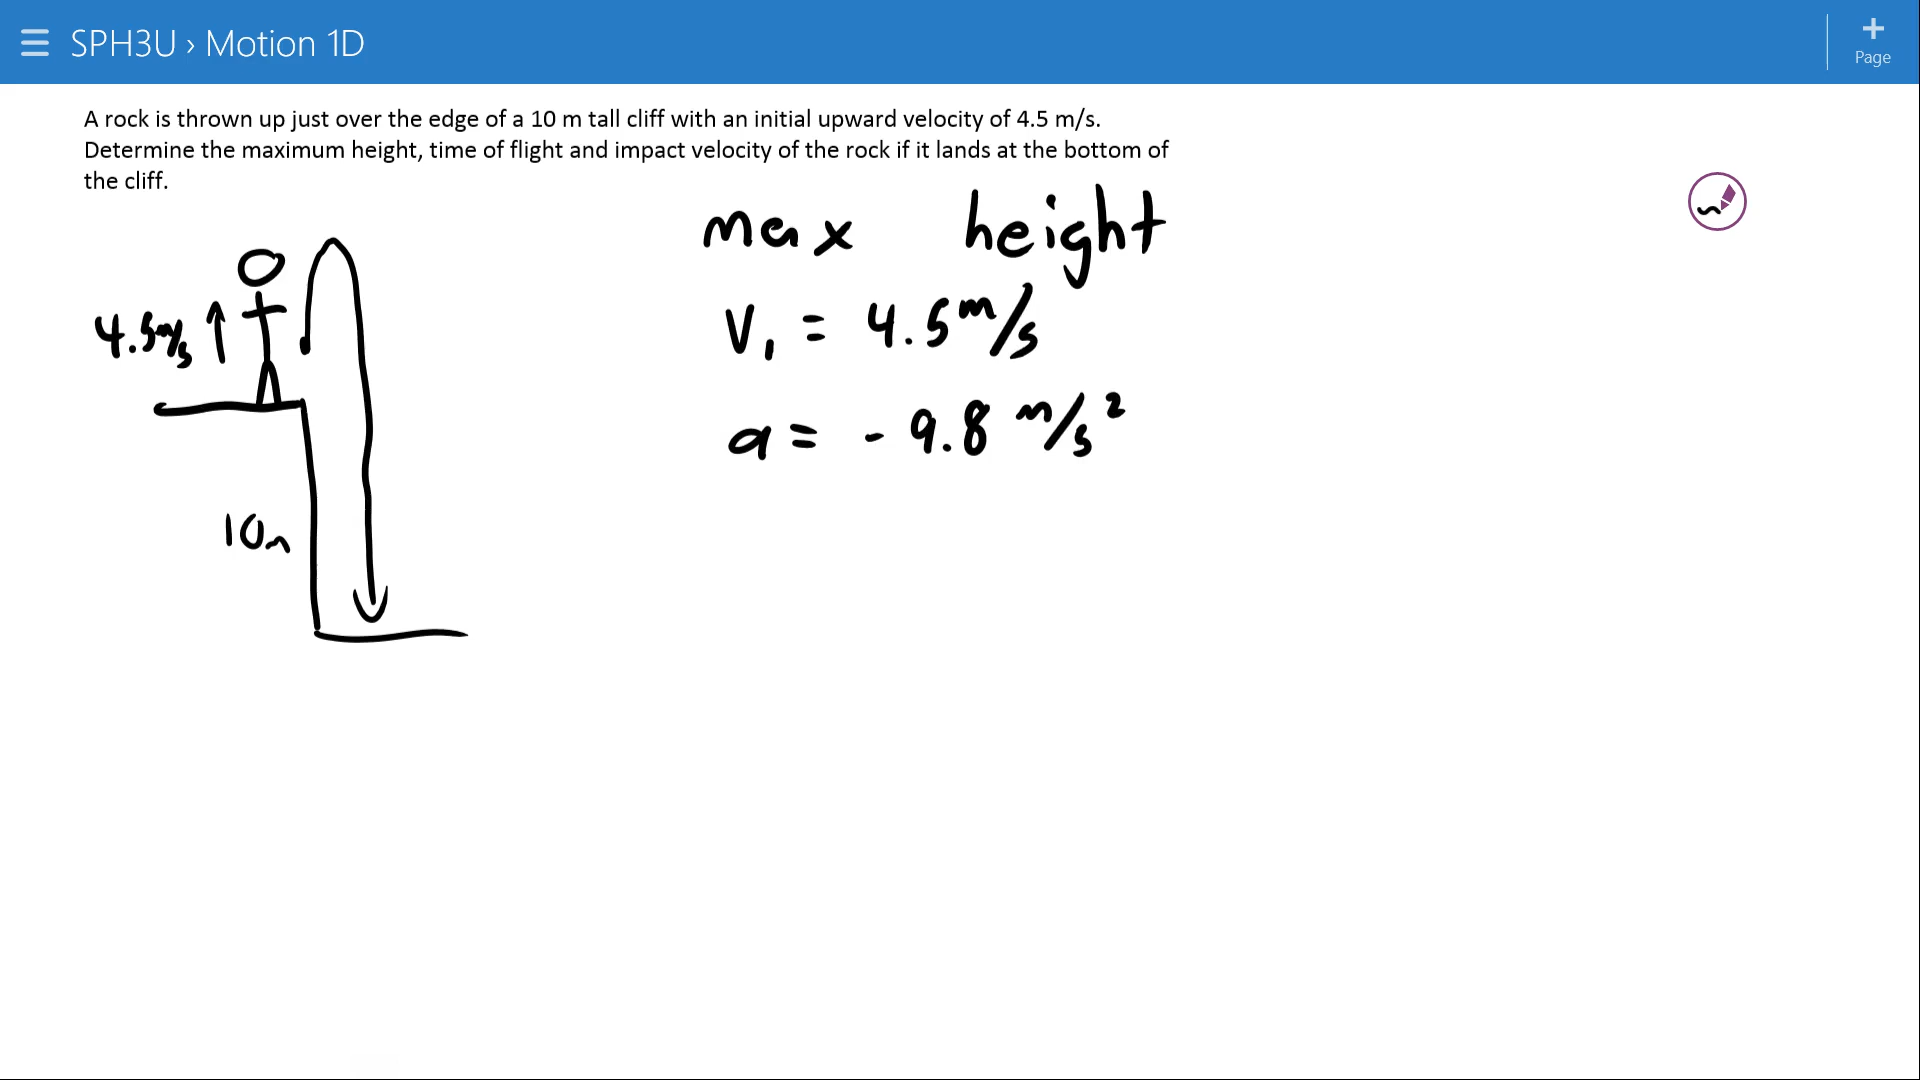 SPH3U › Motion 1D
Page
A rock is thrown up just over the edge of a 10 m tall cliff with an initial upward velocity of 4.5 m/s.
Determine the maximum height, time of flight and impact velocity of the rock if it lands at the bottom of
the cliff.
max height
4.5 m/s
v₁ = 4.5 m/s
a = - 9.8 m/s²
10m